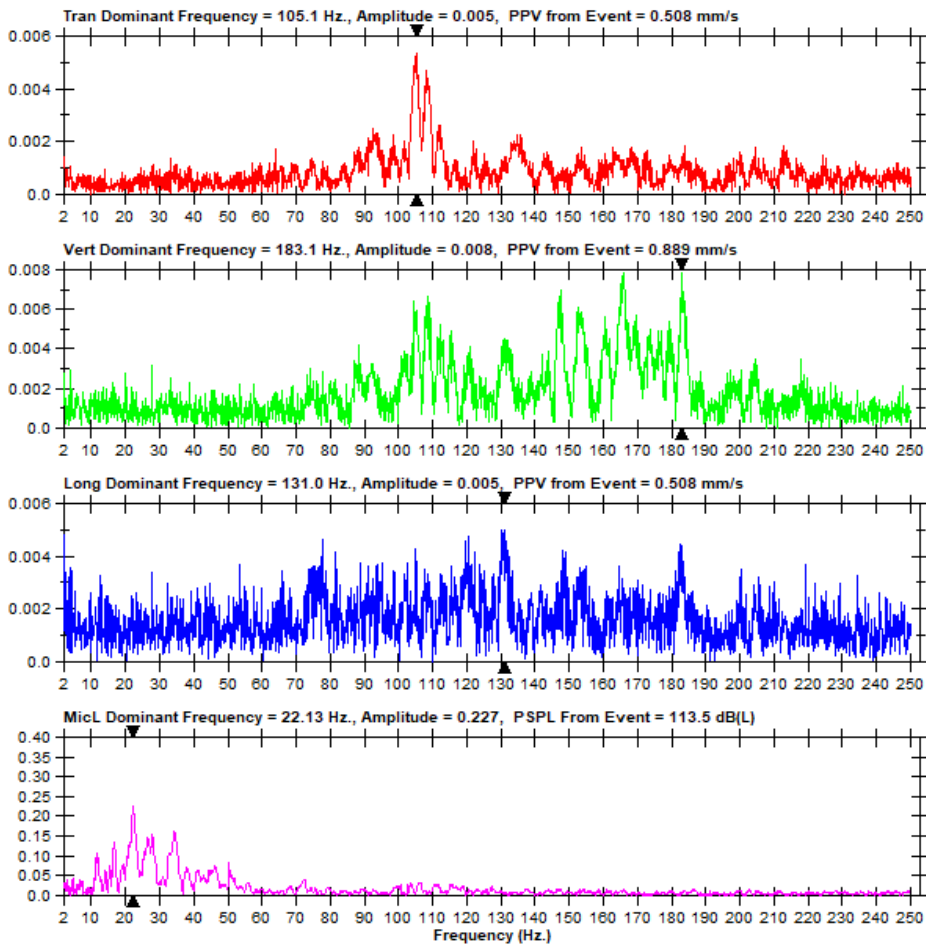 Tran Dominant Frequency = 105.1 Hz., Amplitude = 0.005, PPV from Event = 0.508 mm/s
0.006
0.004
0.002
0.0
2 10 20 30 40 50 60 70 80 90 100 110 120 130 140 150 160 170 180 190 200 210 220 230 240 250
Vert Dominant Frequency = 183.1 Hz., Amplitude = 0.008, PPV from Event = 0.889 mm/s
0.008
0.006
0.004
0.002
0.0
2 10 20 30 40 50 60 70 80 90 100 110 120 130 140 150 160 170 180 190 200 210 220 230 240 250
Long Dominant Frequency = 131.0 Hz., Amplitude = 0.005, PPV from Event = 0.508 mm/s
0.006
0.004
0.002
0.0
2 10 20 30 40 50 60 70 80 90 100 110 120 130 140 150 160 170 180 190 200 210 220 230 240 250
MicL Dominant Frequency = 22.13 Hz., Amplitude = 0.227, PSPL From Event = 113.5 dB(L)
0.40
0.35
0.30
0.25
0.20
0.15
0.10
0.05
0.0
2 10 20 30 40 50 60 70 80 90 100 110 120 130 140 150 160 170 180 190 200 210 220 230 240 250
Frequency (Hz.)